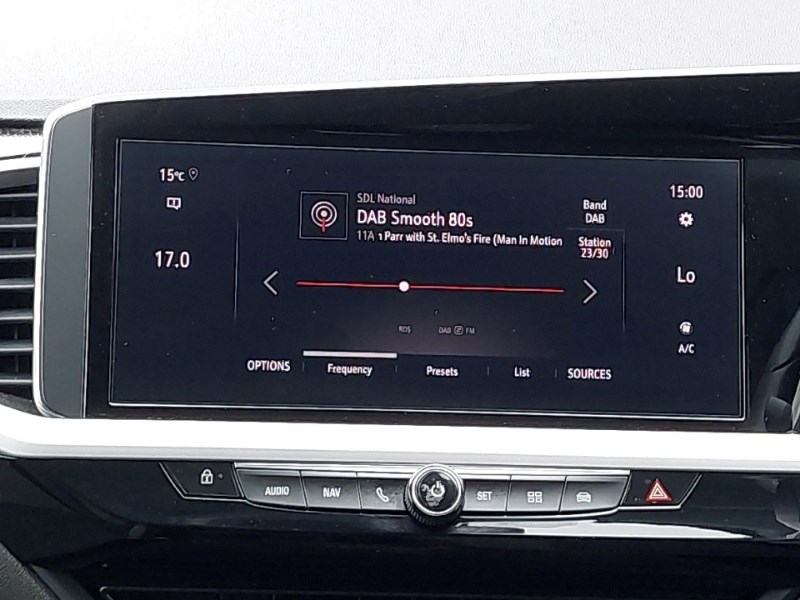 15°C
17.0
SDL National
DAB Smooth 80s
11A 1 Parr with St. Elmo's Fire (Man In Motion
Band
DAB
Station
23/30
15:00
Lo
A/C
RDS DAB FM
OPTIONS Frequency Presets List SOURCES
AUDIO NAV SET